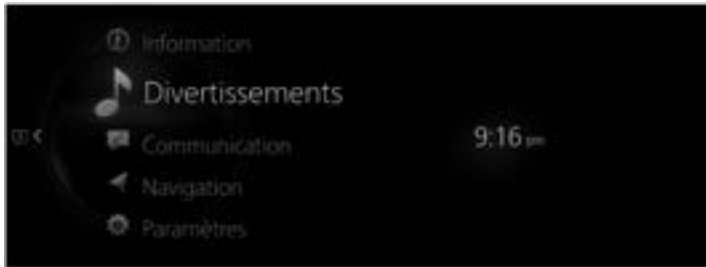 Information
Divertissements
Communication
Navigation
Paramètres
9:16 pm